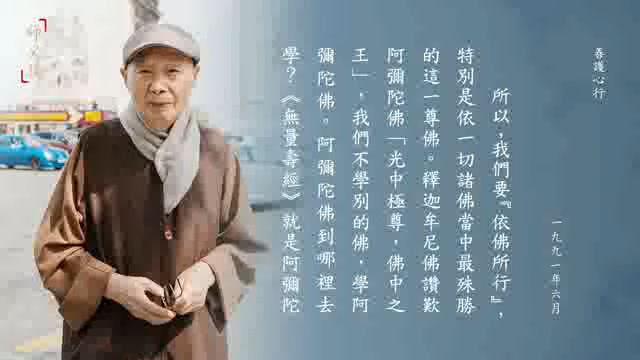 善護心行
一九九一年六月
所以，我們要『依佛所行』，
特別是依一切諸佛當中最殊勝
的這一尊佛。釋迦牟尼佛讚歎
阿彌陀佛「光中極尊，佛中之
王」，我們不學別的佛，學阿
彌陀佛。阿彌陀佛到哪裡去
學？《無量壽經》就是阿彌陀